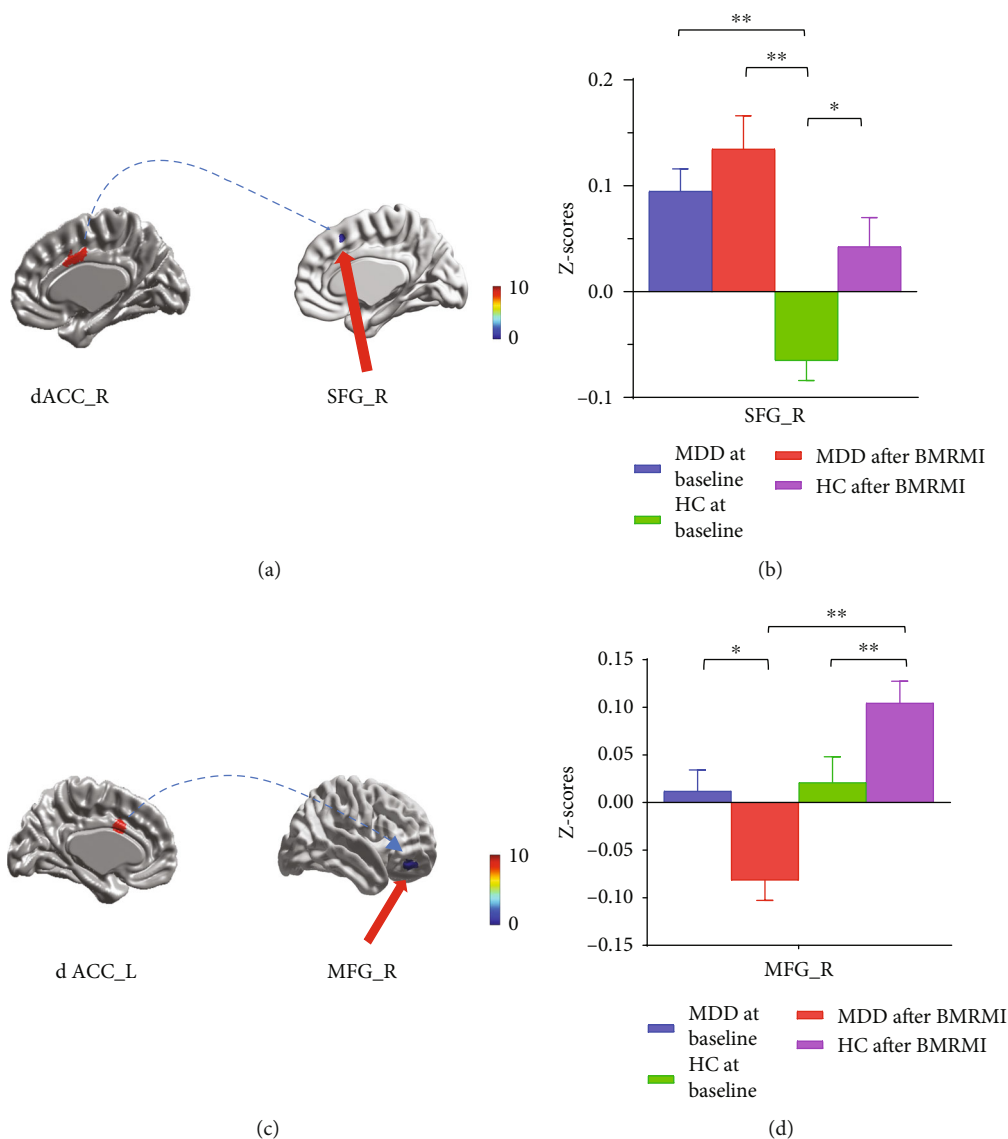 10
0
dACC_R
SFG_R
(a)
**
**
*
0.2
0.1
0.0
–0.1
Z-scores
SFG_R
MDD at
baseline
HC at
baseline
MDD after BMRMI
HC after BMRMI
(b)
10
0
d ACC_L
MFG_R
(c)
**
*
**
0.15
0.10
0.05
0.00
–0.05
–0.10
–0.15
Z-scores
MFG_R
MDD at
baseline
HC at
baseline
MDD after BMRMI
HC after BMRMI
(d)